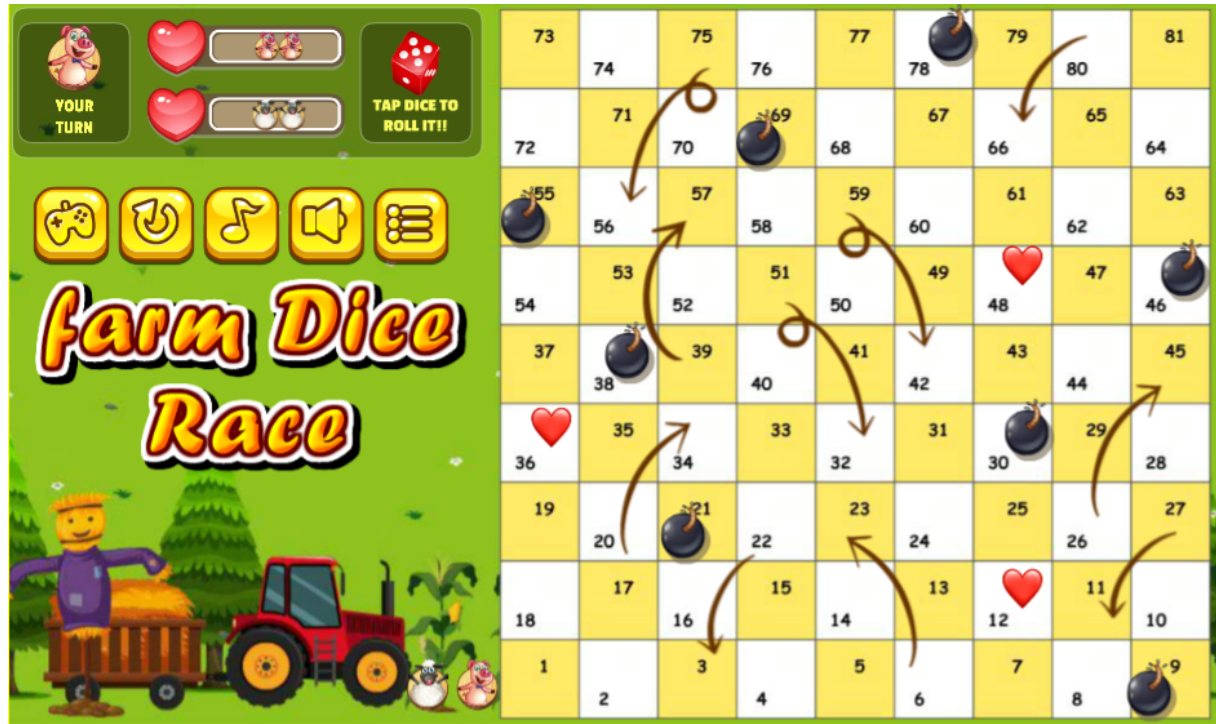 YOUR
TURN
TAP DICE TO
ROLL IT!!
farm Dice
Race
73 74 75 76 77 78 79 80 81
72 71 70 69 68 67 66 65 64
55 56 57 58 59 60 61 62 63
54 53 52 51 50 49 48 47 46
37 38 39 40 41 42 43 44 45
36 35 34 33 32 31 30 29 28
19 20 21 22 23 24 25 26 27
18 17 16 15 14 13 12 11 10
1 2 3 4 5 6 7 8 9